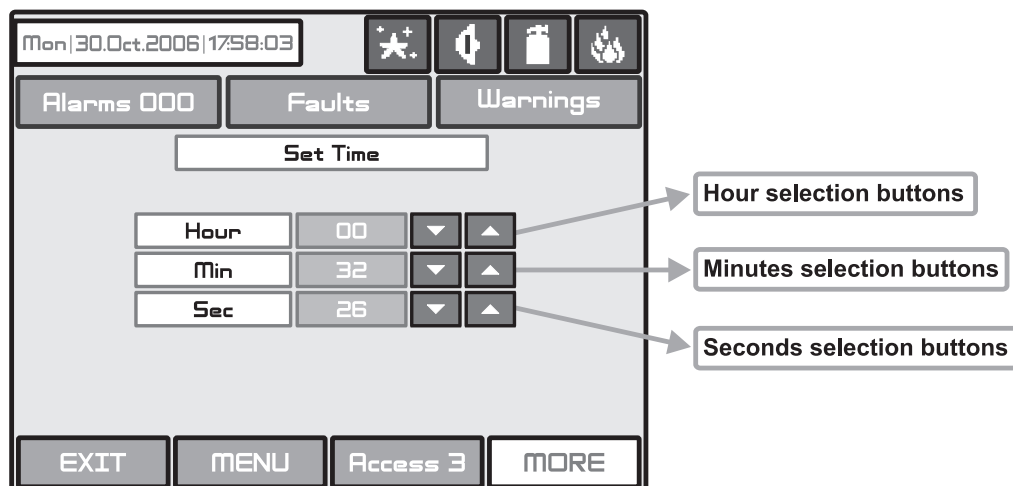 Mon|30.Oct.2006|17:58:03
Alarms 000 Faults Warnings
Set Time
Hour 00
Hour selection buttons
Min 32
Minutes selection buttons
Sec 26
Seconds selection buttons
EXIT MENU Access 3 MORE